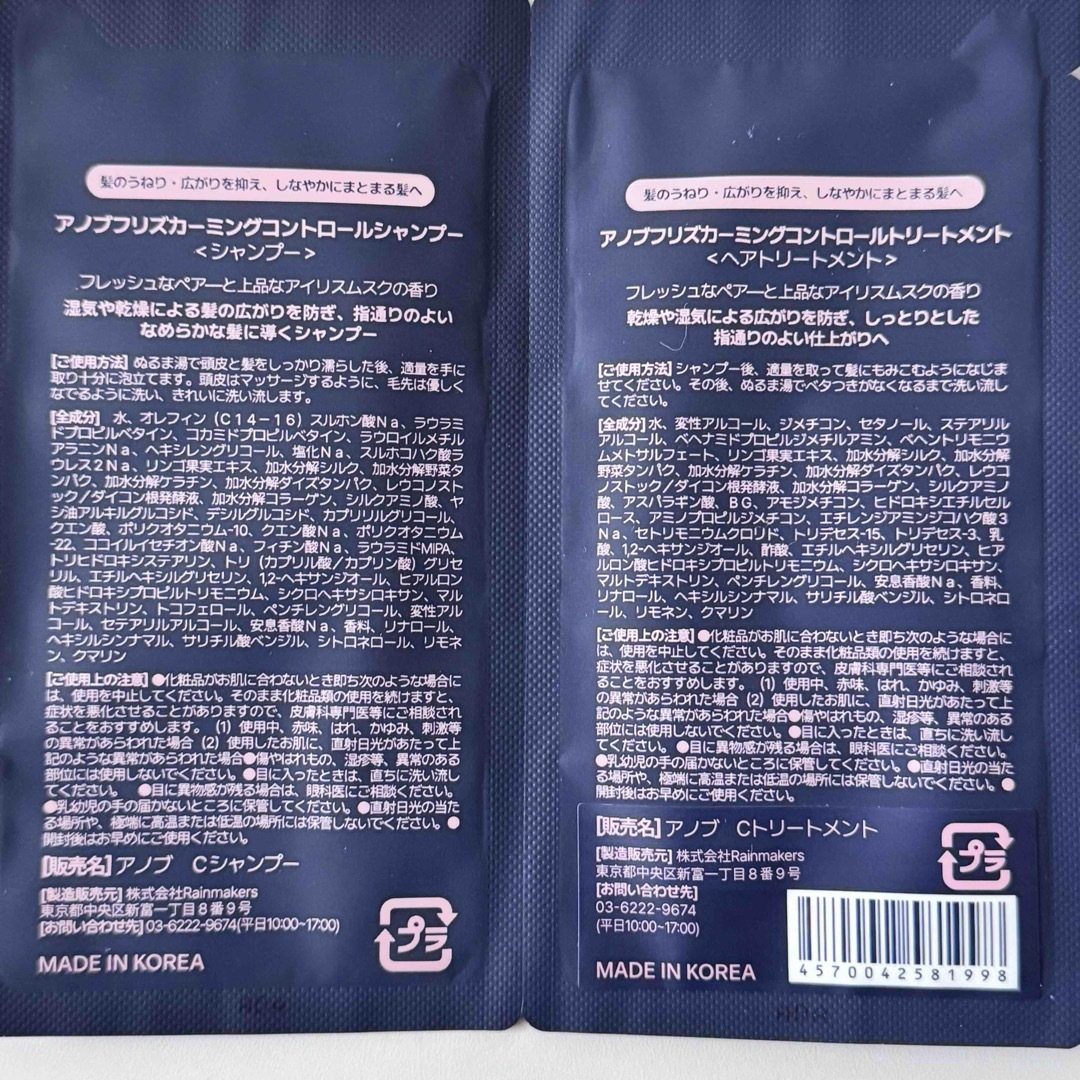 髪のうねり・広がりを抑え、しなやかにまとまる髪へ
アノブフリズカーミングコントロールシャンプー
<シャンプー>
フレッシュなペアーと上品なアイリスムスクの香り
湿気や乾燥による髪の広がりを防ぎ、指通りのよい
なめらかな髪に導くシャンプー
[ご使用方法] ぬるま湯で頭皮と髪をしっかり濡らした後、適量を手に
取り十分に泡立てます。頭皮はマッサージするように、毛先は優しく
なでるように洗い、きれいに洗い流します。
[全成分] 水、オレフィン(C14-16)スルホン酸Na、ラウラミ
ドプロピルベタイン、コカミドプロピルベタイン、ラウロイルメチル
アラニンNa、ヘキシレングリコール、塩化Na、スルホコハク酸ラ
ウレス2Na、リンゴ果実エキス、加水分解シルク、加水分解野菜タ
ンパク、加水分解ケラチン、加水分解ダイズタンパク、レウコノスト
ック/ダイコン根発酵液、加水分解コラーゲン、シルクアミノ酸、ヤ
シ油アルキルグルコシド、デシルグルコシド、カプリリルグリコール、
クエン酸、ポリクオタニウム-10、クエン酸Na、ポリクオタニウム
-22、ココイルイセチオン酸Na、フィチン酸Na、ラウラミドMIPA、
トリヒドロキシステアリン、トリ(カプリル酸/カプリン酸)グリセ
リル、エチルヘキシルグリセリン、1,2-ヘキサンジオール、ヒアルロン
酸ヒドロキシプロピルトリモニウム、シクロヘキサシロキサン、マル
トデキストリン、トコフェロール、ペンチレングリコール、変性アル
コール、セテアリルアルコール、安息香酸Na、香料、リナロール、
ヘキシルシンナマル、サリチル酸ベンジル、シトロネロール、リモネ
ン、クマリン
[ご使用上の注意] ●化粧品がお肌に合わないとき即ち次のような場合に
は、使用を中止してください。そのまま化粧品類の使用を続けますと、
症状を悪化させることがありますので、皮膚科専門医等にご相談され
ることをおすすめします。 (1) 使用中、赤味、はれ、かゆみ、刺激等
の異常があらわれた場合 (2) 使用したお肌に、直射日光があたって上
記のような異常があらわれた場合●傷やはれもの、湿疹等、異常のある
部位には使用しないでください。●目に入ったときは、直ちに洗い流し
てください。 ●目に異物感が残る場合は、眼科医にご相談ください。
●乳幼児の手の届かないところに保管してください。●直射日光の当た
る場所や、極端に高温または低温の場所には保管しないでください。●
開封後はお早めにご使用ください。
[販売名] アノブ Cシャンプー
[製造販売元] 株式会社Rainmakers
東京都中央区新富一丁目8番9号
[お問い合わせ先] 03-6222-9674(平日10:00~17:00)
MADE IN KOREA
プラ
髪のうねり・広がりを抑え、しなやかにまとまる髪へ
アノブフリズカーミングコントロールトリートメント
<ヘアトリートメント>
フレッシュなペアーと上品なアイリスムスクの香り
乾燥や湿気による広がりを防ぎ、しっとりとした
指通りのよい仕上がりへ
[ご使用方法] シャンプー後、適量を取って髪にもみこむようになじま
せてください。その後、ぬるま湯でベタつきがなくなるまで洗い流し
てください。
[全成分] 水、変性アルコール、ジメチコン、セタノール、ステアリル
アルコール、ベヘナミドプロピルジメチルアミン、ベヘントリモニウ
ムメトサルフェート、リンゴ果実エキス、加水分解シルク、加水分解
野菜タンパク、加水分解ケラチン、加水分解ダイズタンパク、レウコ
ノストック/ダイコン根発酵液、加水分解コラーゲン、シルクアミノ
酸、アスパラギン酸、BG、アモジメチコン、ヒドロキシエチルセル
ロース、アミノプロピルジメチコン、エチレンジアミンジコハク酸3
Na、セトリモニウムクロリド、トリデセス-15、トリデセス-3、乳
酸、1,2-ヘキサンジオール、酢酸、エチルヘキシルグリセリン、ヒア
ルロン酸ヒドロキシプロピルトリモニウム、シクロヘキサシロキサン、
マルトデキストリン、ペンチレングリコール、安息香酸Na、香料、
リナロール、ヘキシルシンナマル、サリチル酸ベンジル、シトロネロ
ール、リモネン、クマリン
[ご使用上の注意] ●化粧品がお肌に合わないとき即ち次のような場合に
は、使用を中止してください。そのまま化粧品類の使用を続けますと、
症状を悪化させることがありますので、皮膚科専門医等にご相談され
ることをおすすめします。 (1) 使用中、赤味、はれ、かゆみ、刺激等
の異常があらわれた場合 (2) 使用したお肌に、直射日光があたって上
記のような異常があらわれた場合●傷やはれもの、湿疹等、異常のある
部位には使用しないでください。●目に入ったときは、直ちに洗い流し
てください。 ●目に異物感が残る場合は、眼科医にご相談ください。
●乳幼児の手の届かないところに保管してください。●直射日光の当た
る場所や、極端に高温または低温の場所には保管しないでください。●
開封後はお早めにご使用ください。
[販売名] アノブ Cトリートメント
[製造販売元] 株式会社Rainmakers
東京都中央区新富一丁目8番9号
[お問い合わせ先]
03-6222-9674
(平日10:00~17:00)
MADE IN KOREA
プラ
4570042581998